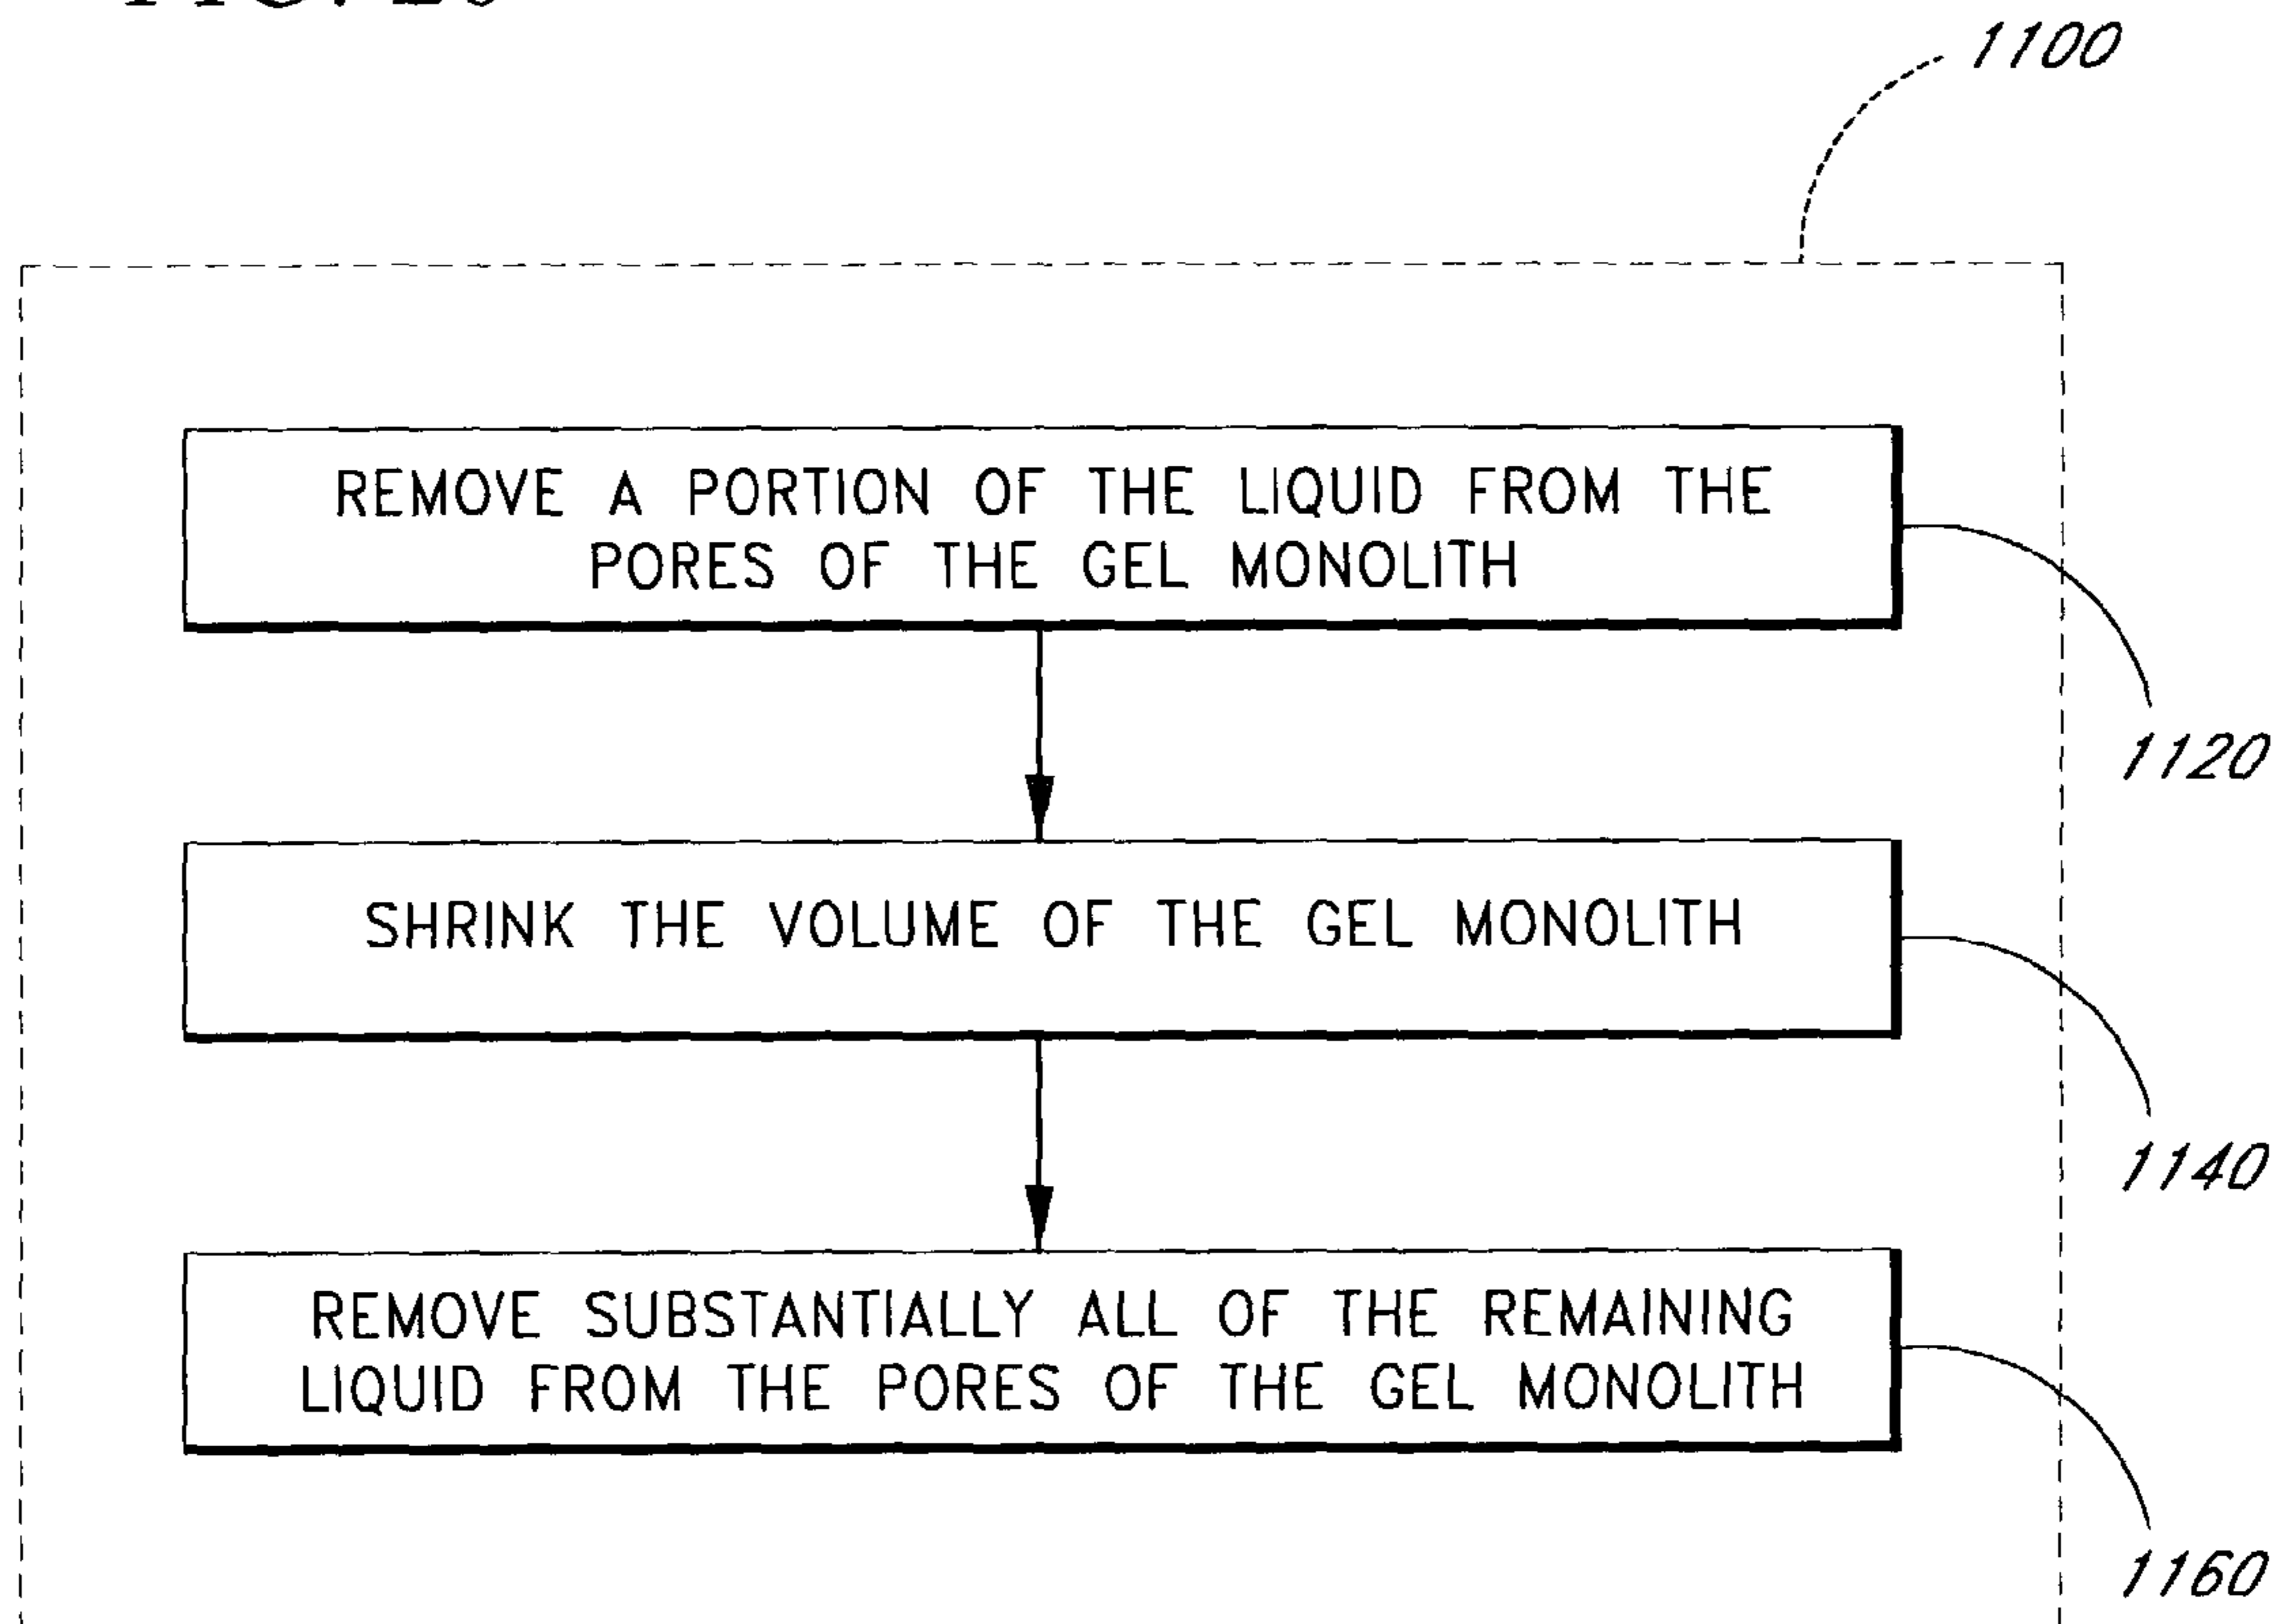 1100
REMOVE A PORTION OF THE LIQUID FROM THE
PORES OF THE GEL MONOLITH
1120
SHRINK THE VOLUME OF THE GEL MONOLITH
1140
REMOVE SUBSTANTIALLY ALL OF THE REMAINING
LIQUID FROM THE PORES OF THE GEL MONOLITH
1160